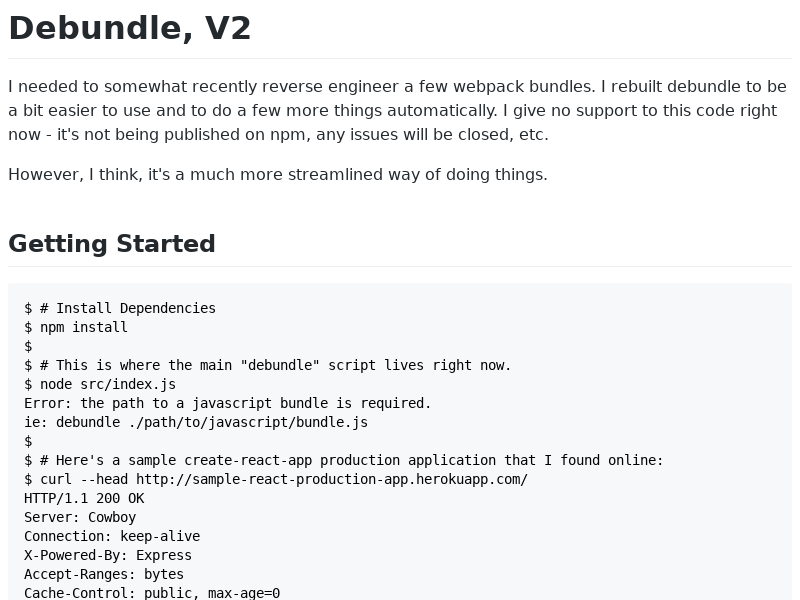 Debundle, V2
I needed to somewhat recently reverse engineer a few webpack bundles. I rebuilt debundle to be
a bit easier to use and to do a few more things automatically. I give no support to this code right
now - it's not being published on npm, any issues will be closed, etc.
However, I think, it's a much more streamlined way of doing things.
Getting Started
$ # Install Dependencies
$ npm install
$
$ # This is where the main "debundle" script lives right now.
$ node src/index.js
Error: the path to a javascript bundle is required.
ie: debundle ./path/to/javascript/bundle.js
$
$ # Here's a sample create-react-app production application that I found online:
$ curl --head http://sample-react-production-app.herokuapp.com/
HTTP/1.1 200 OK
Server: Cowboy
Connection: keep-alive
X-Powered-By: Express
Accept-Ranges: bytes
Cache-Control: public, max-age=0